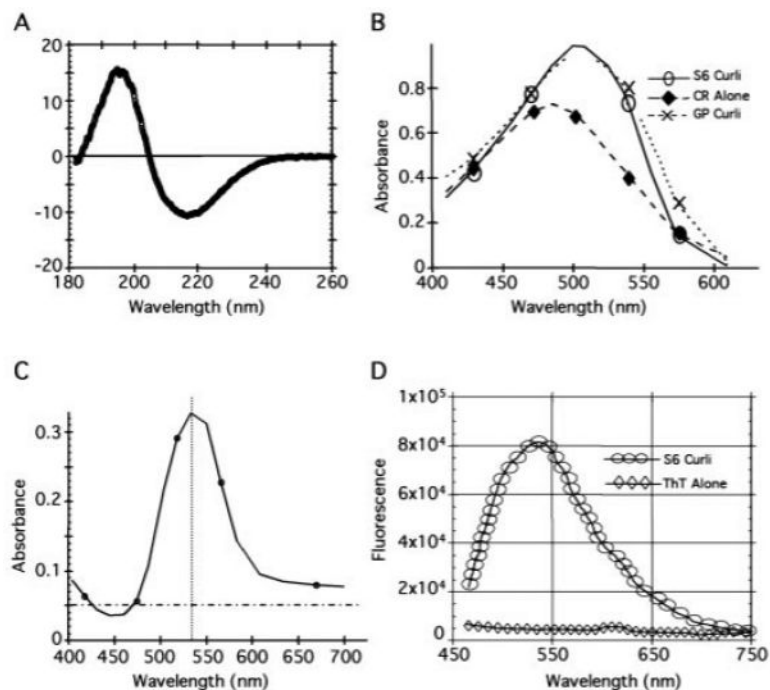 A
20
10
0
-10
-20
180 200 220 240 260
Wavelength (nm)
B
Absorbance
0.8
0.6
0.4
0.2
0
400 450 500 550 600
Wavelength (nm)
S6 Curli
CR Alone
GP Curli
C
Absorbance
0.3
0.2
0.1
0
400 450 500 550 600 650 700
Wavelength (nm)
D
Fluorescence
1x10⁵
8x10⁴
6x10⁴
4x10⁴
2x10⁴
0
450 550 650 750
Wavelength (nm)
S6 Curli
ThT Alone